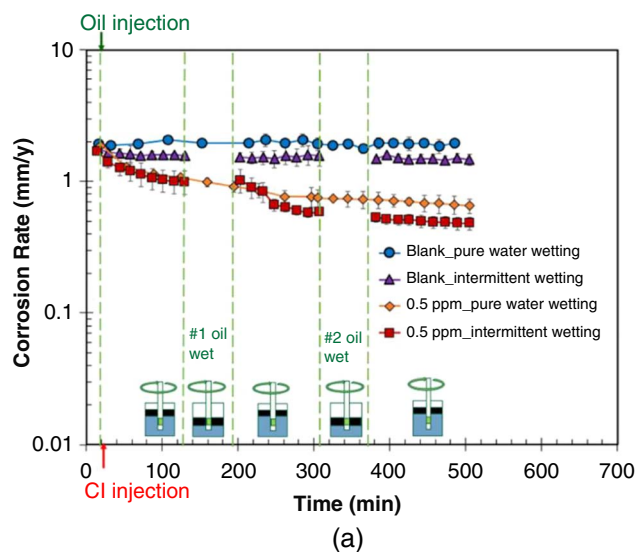 Oil injection
Corrosion Rate (mm/y)
10
1
0.1
0.01
Blank_pure water wetting
Blank_intermittent wetting
0.5 ppm_pure water wetting
0.5 ppm_intermittent wetting
#1 oil
wet
#2 oil
wet
0 100 200 300 400 500 600 700
CI injection
Time (min)
(a)